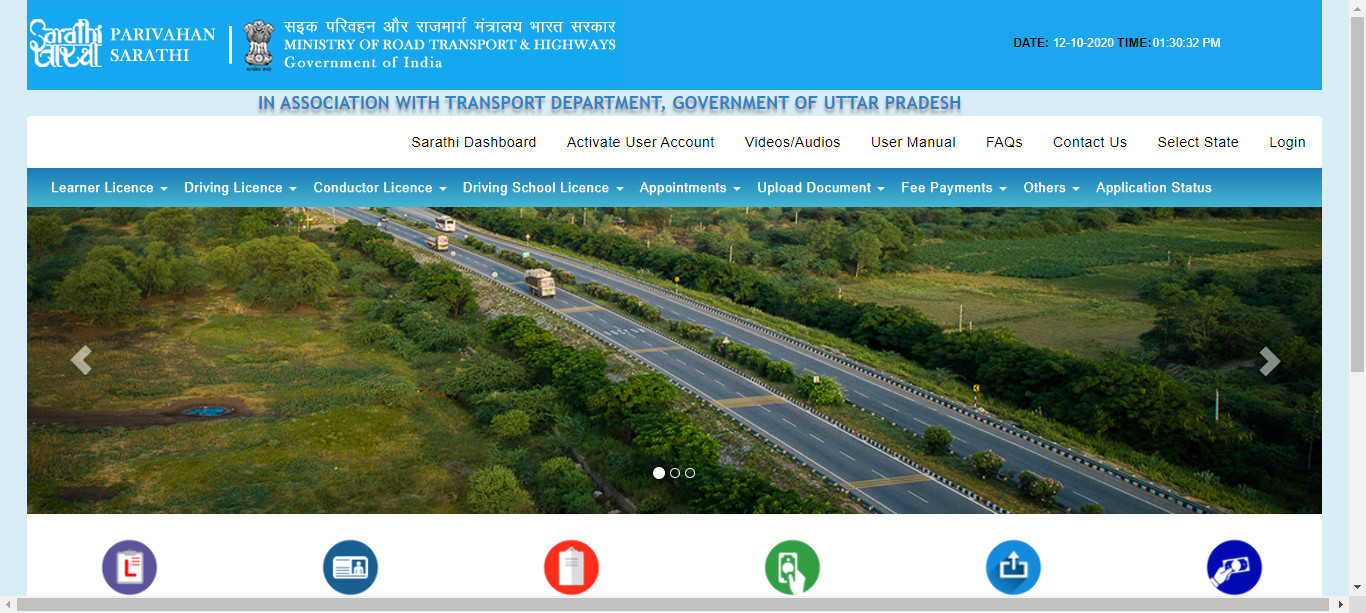 Sarathi
सारथी
PARIVAHAN
SARATHI
सड़क परिवहन और राजमार्ग मंत्रालय भारत सरकार
MINISTRY OF ROAD TRANSPORT & HIGHWAYS
Government of India
DATE: 12-10-2020 TIME:01:30:32 PM
IN ASSOCIATION WITH TRANSPORT DEPARTMENT, GOVERNMENT OF UTTAR PRADESH
Sarathi Dashboard Activate User Account Videos/Audios User Manual FAQs Contact Us Select State Login
Learner Licence Driving Licence Conductor Licence Driving School Licence Appointments Upload Document Fee Payments Others Application Status
L